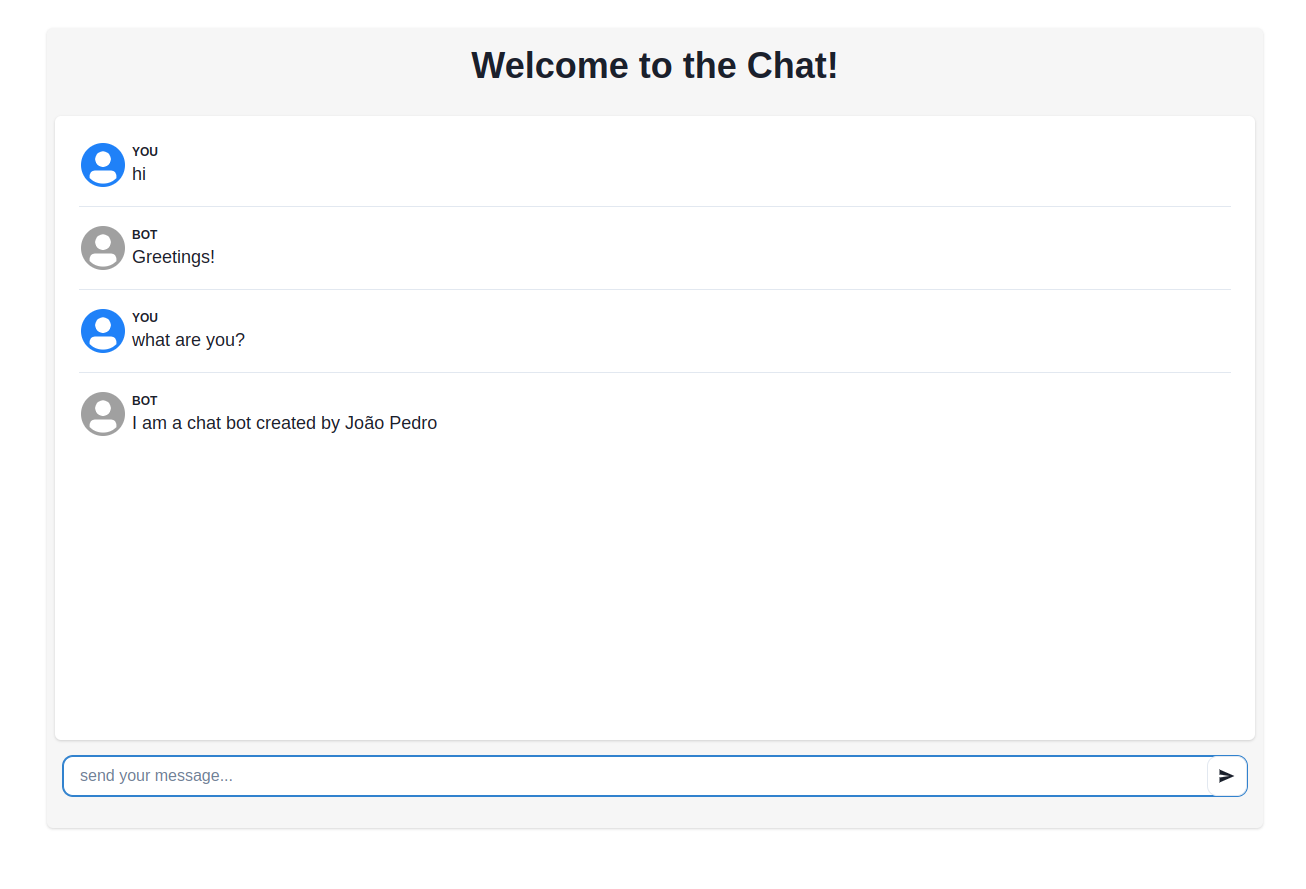 Welcome to the Chat!
YOU
hi
BOT
Greetings!
YOU
what are you?
BOT
I am a chat bot created by João Pedro
send your message...